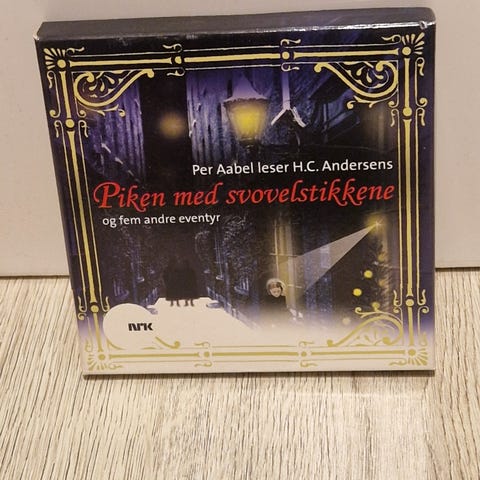 Per Aabel leser H.C. Andersens
Piken med svovelstikkene
og fem andre eventyr
NRK